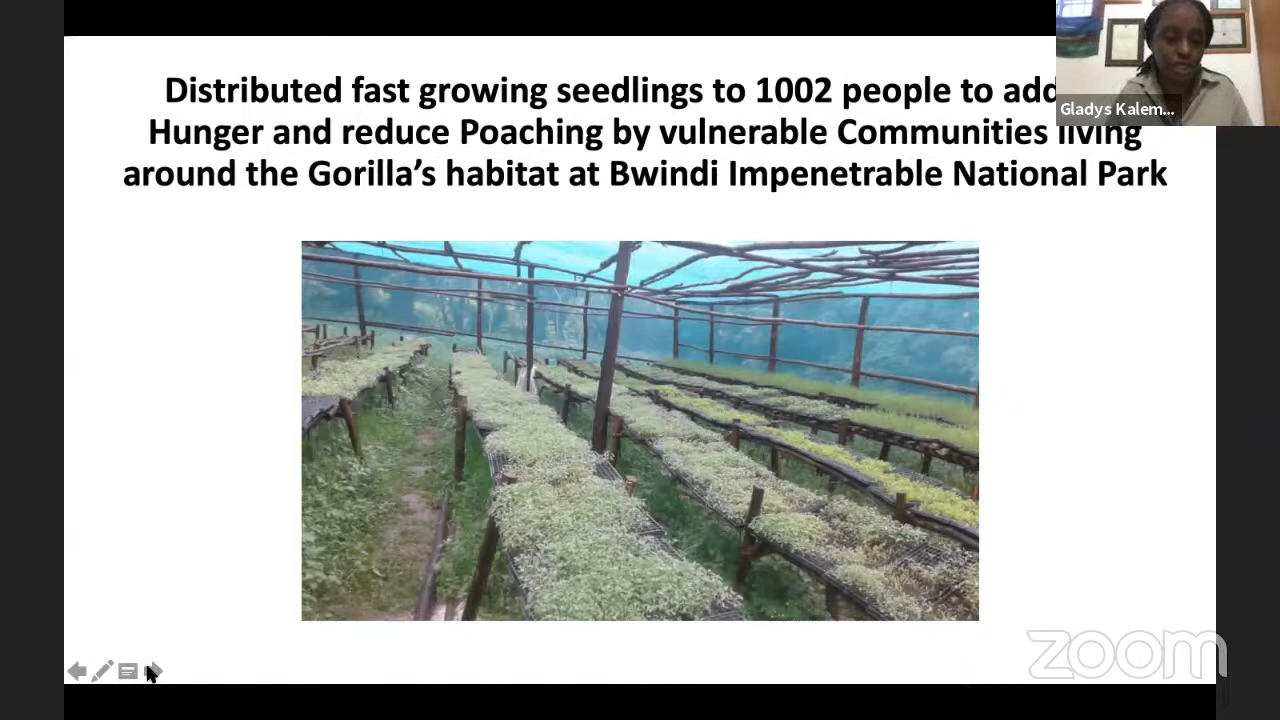 Distributed fast growing seedlings to 1002 people to add
Hunger and reduce Poaching by vulnerable Communities living
around the Gorilla's habitat at Bwindi Impenetrable National Park
Gladys Kalem...
zoom